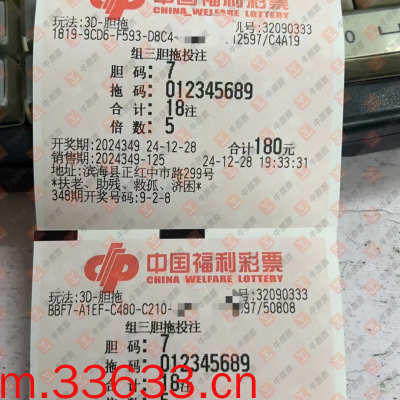 中国福利彩票
CHINA WELFARE LOTTERY
玩法:3D-胆拖
1819-9CD6-F593-D8C4- 号:32090333
12597/C4A19
组三胆拖投注
胆 码: 7
拖 码: 012345689
合 计: 18注
倍 数: 5
开奖期:2024349 24-12-28 合计180元
销售期:2024349-125 24-12-28 19:33:31
地址:滨海县正红中市路299号
*扶老、助残、救孤、济困*
348期开奖号码:9-2-8
中国福利彩票
CHINA WELFARE LOTTERY
玩法:3D-胆拖 号:32090333
BBF7-A1EF-C480-C210- 97/50808
组三胆拖投注
胆 码: 7
拖 码: 012345689
合 计: 18注
m.33633.cn